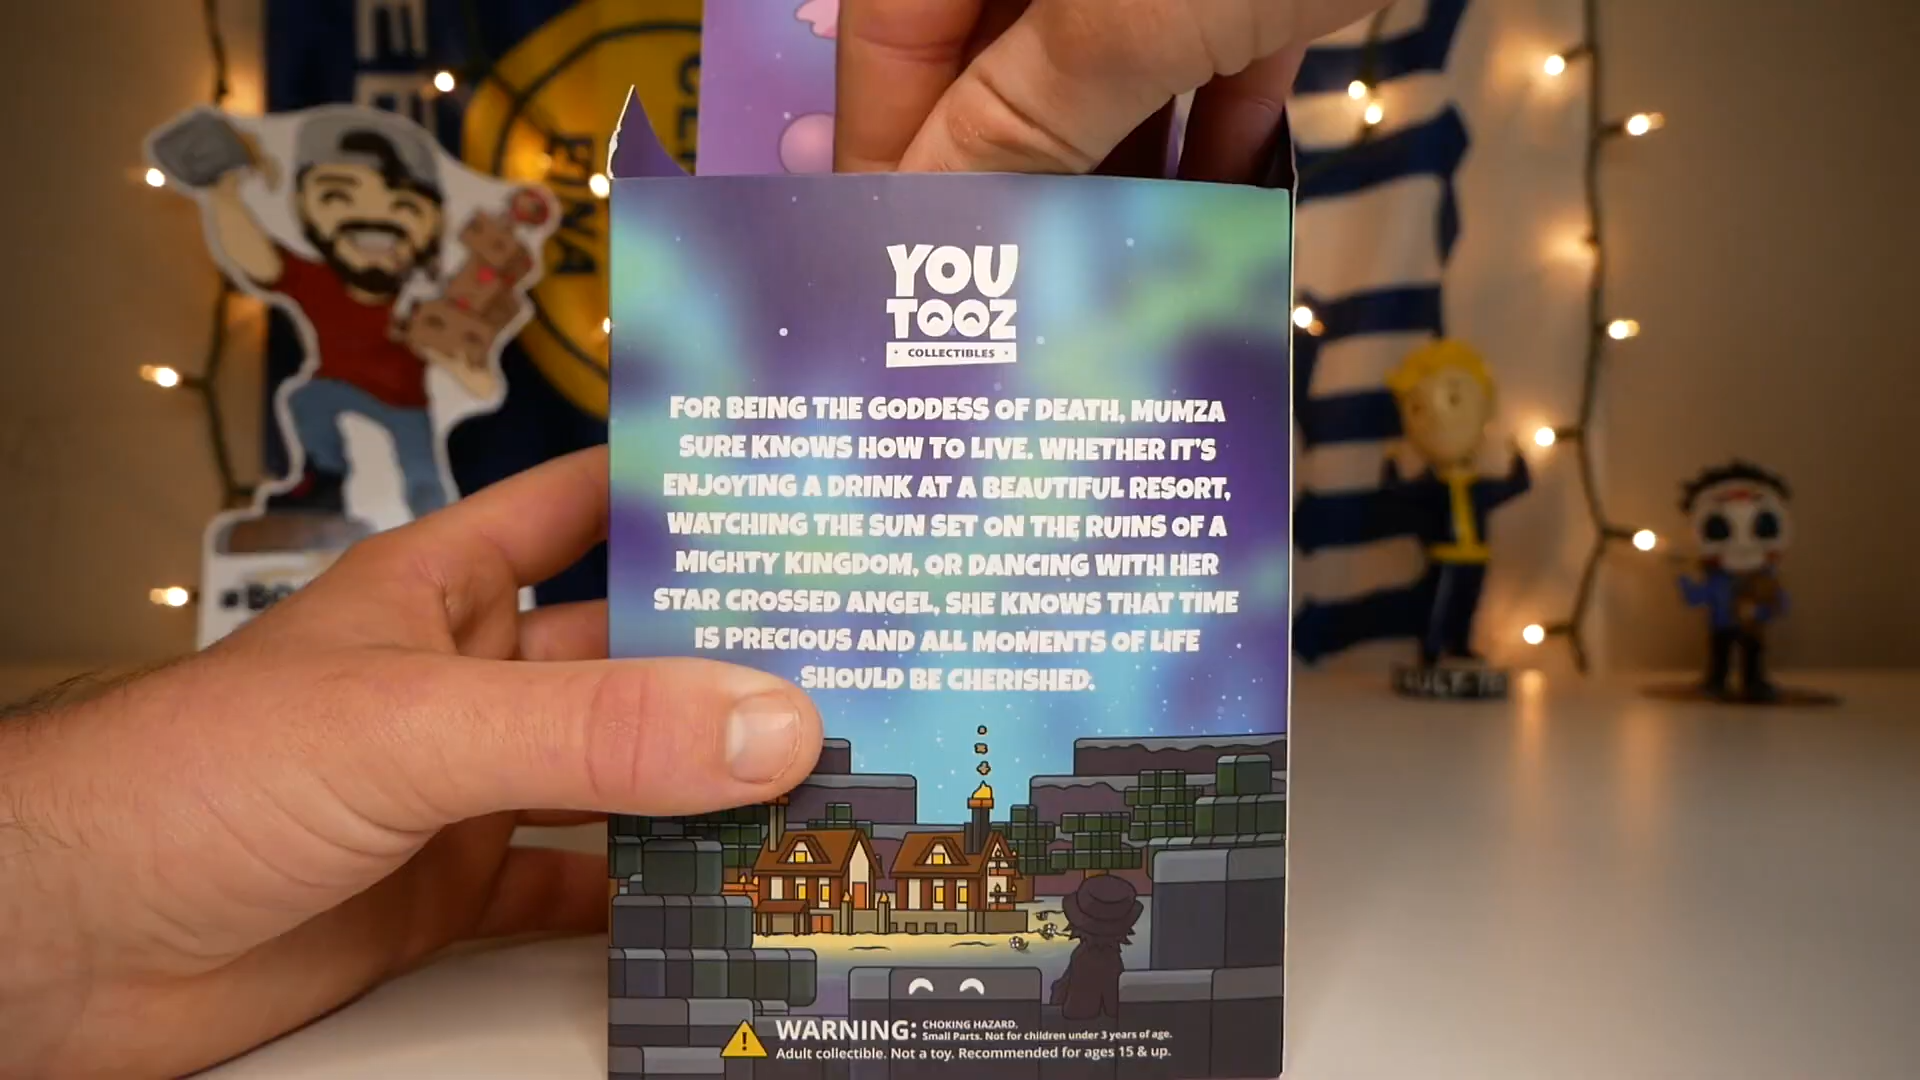 YOU
TOOZ
· COLLECTIBLES ·
FOR BEING THE GODDESS OF DEATH, MUMZA
SURE KNOWS HOW TO LIVE. WHETHER IT'S
ENJOYING A DRINK AT A BEAUTIFUL RESORT,
WATCHING THE SUN SET ON THE RUINS OF A
MIGHTY KINGDOM, OR DANCING WITH HER
STAR CROSSED ANGEL, SHE KNOWS THAT TIME
IS PRECIOUS AND ALL MOMENTS OF LIFE
SHOULD BE CHERISHED.
WARNING: CHOKING HAZARD.
Small Parts. Not for children under 3 years of age.
Adult collectible. Not a toy. Recommended for ages 15 & up.